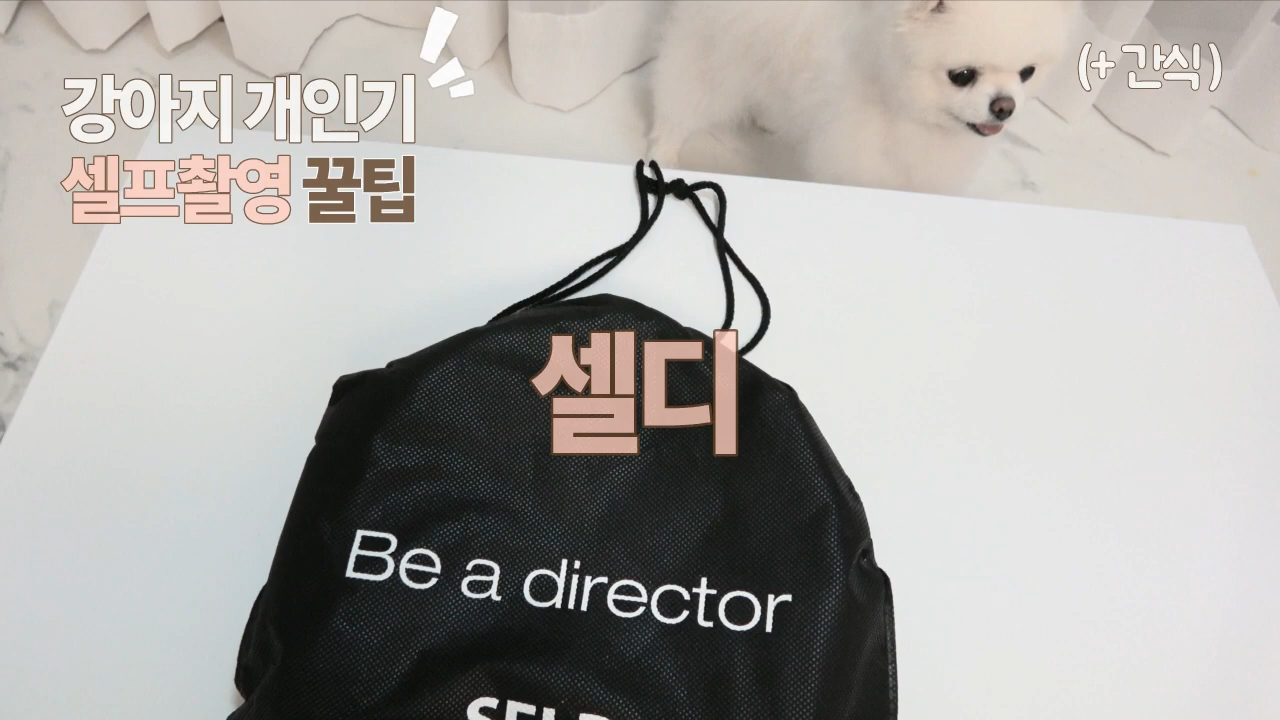 강아지 개인기
셀프촬영 꿀팁
(+ 간식)
셀디
Be a director